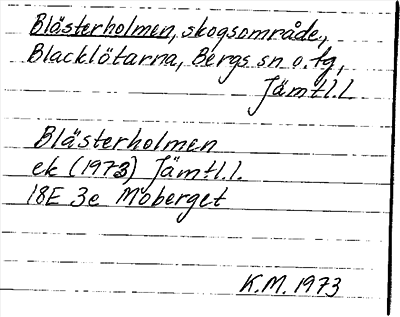 Blästerholmen, skogsområde,
Blacklötarna, Bergs sn o. tg,
Jämtl.l.
Blästerholmen
ek (1973) Jämtl.l.
18E 3e Moberget
K.M. 1973